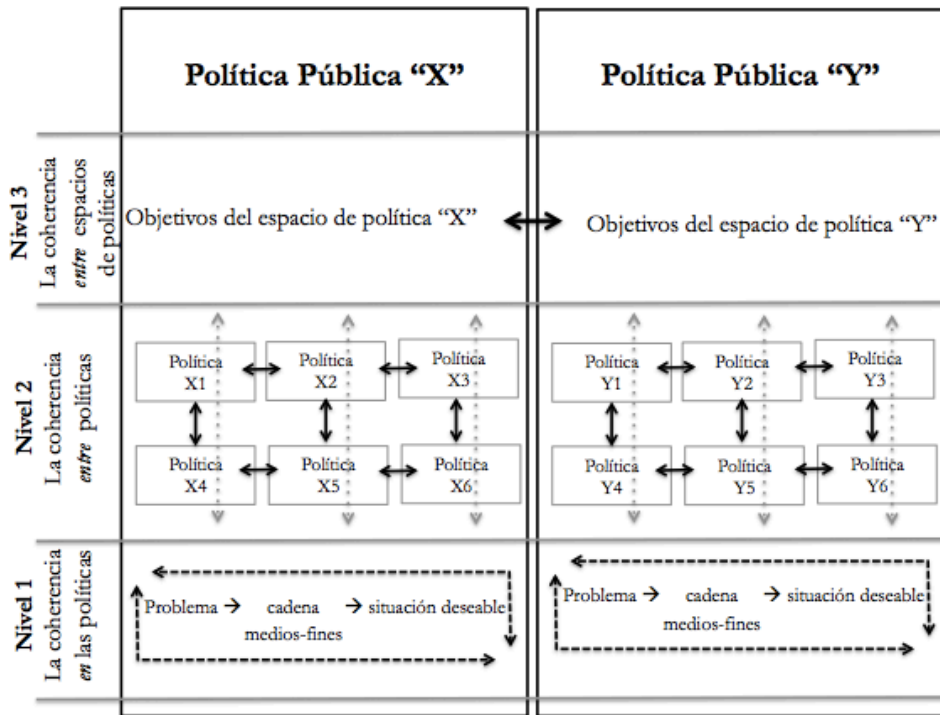 Política Pública “X”
Política Pública “Y”
Nivel 3
La coherencia
entre espacios
de políticas
Objetivos del espacio de política “X”
Objetivos del espacio de política “Y”
Nivel 2
La coherencia
entre políticas
Política
X1
Política
X2
Política
X3
Política
X4
Política
X5
Política
X6
Política
Y1
Política
Y2
Política
Y3
Política
Y4
Política
Y5
Política
Y6
Nivel 1
La coherencia
en las políticas
Problema → cadena → situación deseable
medios-fines
Problema → cadena → situación deseable
medios-fines